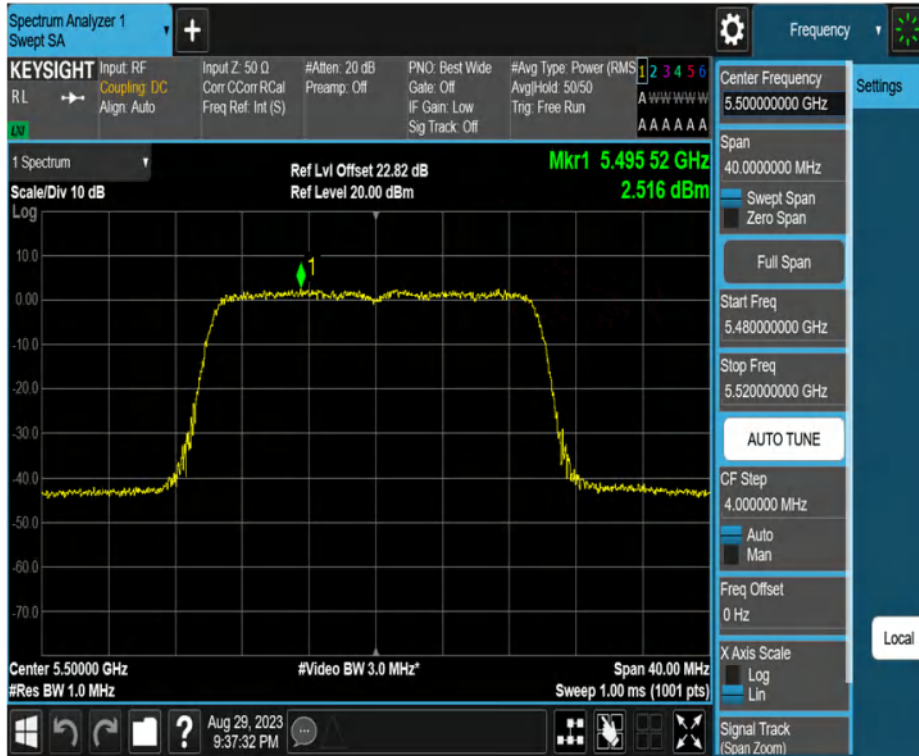 Spectrum Analyzer 1
Swept SA
Frequency
KEYSIGHT
RL
LXI
Input: RF
Coupling: DC
Align: Auto
Input Z: 50 Ω
Corr CCorr RCal
Freq Ref: Int (S)
#Atten: 20 dB
Preamp: Off
PNO: Best Wide
Gate: Off
IF Gain: Low
Sig Track: Off
#Avg Type: Power (RMS
Avg|Hold: 50/50
Trig: Free Run
1 2 3 4 5 6
A W W W W W
A A A A A A
1 Spectrum
Scale/Div 10 dB
Log
Ref Lvl Offset 22.82 dB
Ref Level 20.00 dBm
Mkr1 5.495 52 GHz
2.516 dBm
1
10.0
0.00
-10.0
-20.0
-30.0
-40.0
-50.0
-60.0
-70.0
Center 5.50000 GHz
#Res BW 1.0 MHz
#Video BW 3.0 MHz*
Span 40.00 MHz
Sweep 1.00 ms (1001 pts)
Aug 29, 2023
9:37:32 PM
Center Frequency
5.500000000 GHz
Span
40.0000000 MHz
Swept Span
Zero Span
Full Span
Start Freq
5.480000000 GHz
Stop Freq
5.520000000 GHz
AUTO TUNE
CF Step
4.000000 MHz
Auto
Man
Freq Offset
0 Hz
X Axis Scale
Log
Lin
Signal Track
(Span Zoom)
Settings
Local